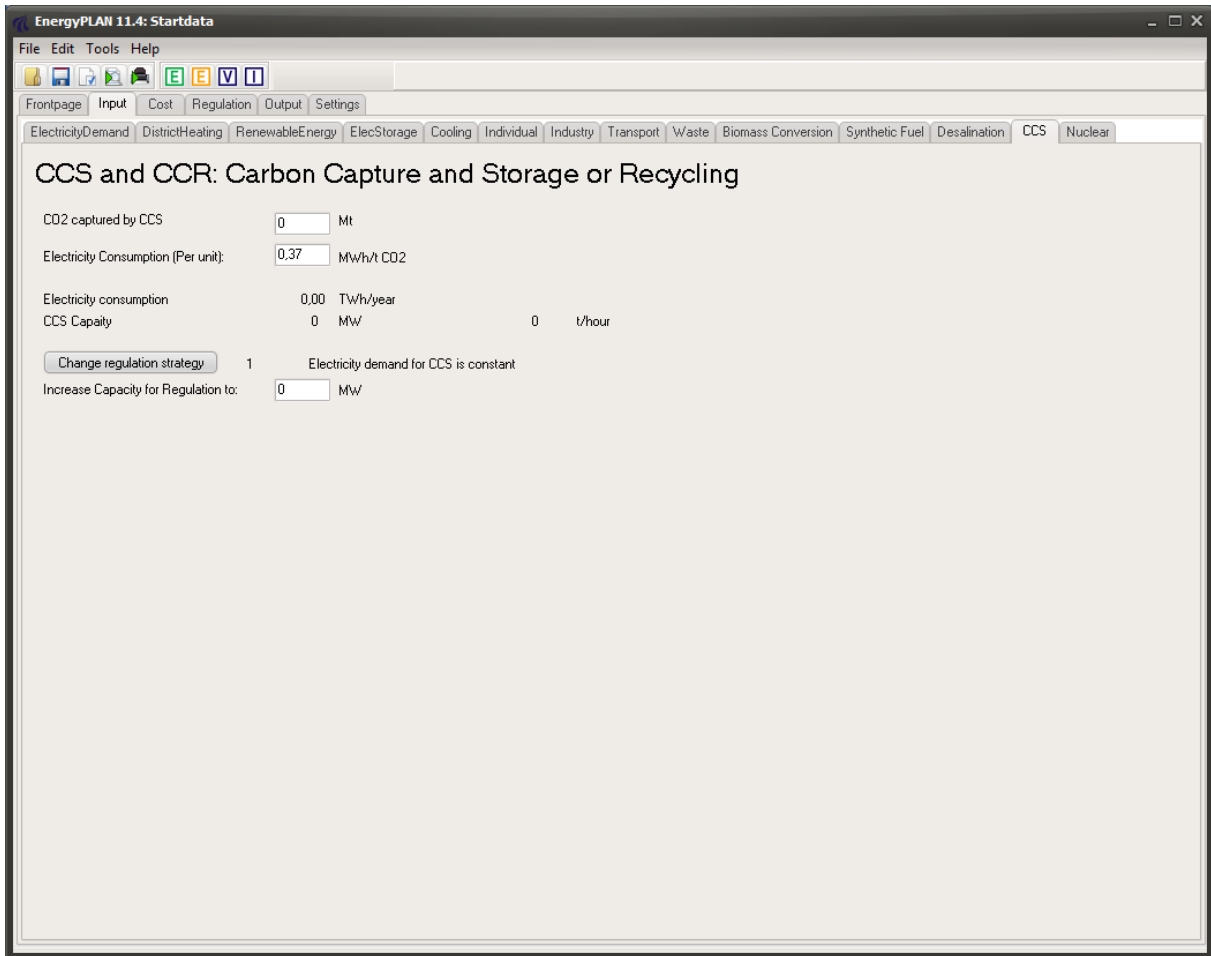 EnergyPLAN 11.4: Startdata
File Edit Tools Help
E E V I
Frontpage Input Cost Regulation Output Settings
ElectricityDemand DistrictHeating RenewableEnergy ElecStorage Cooling Individual Industry Transport Waste Biomass Conversion Synthetic Fuel Desalination CCS Nuclear
CCS and CCR: Carbon Capture and Storage or Recycling
CO2 captured by CCS 0 Mt
Electricity Consumption (Per unit): 0,37 MWh/t CO2
Electricity consumption 0,00 TWh/year
CCS Capaity 0 MW 0 t/hour
Change regulation strategy 1 Electricity demand for CCS is constant
Increase Capacity for Regulation to: 0 MW